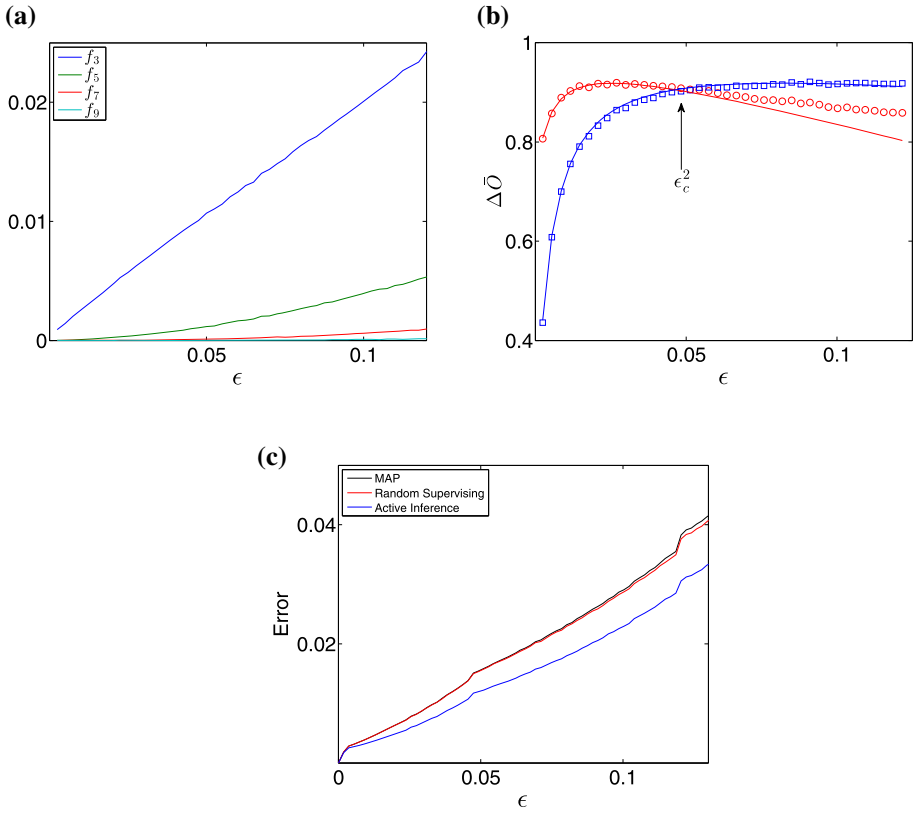 (a)
f₃
f₅
f₇
f₉
0.02
0.01
0
0.05
0.1
ϵ
(b)
1
0.8
0.6
0.4
ΔŌ
ϵ_c^2
0.05
0.1
ϵ
(c)
MAP
Random Supervising
Active Inference
0.04
0.02
Error
0
0.05
0.1
ϵ